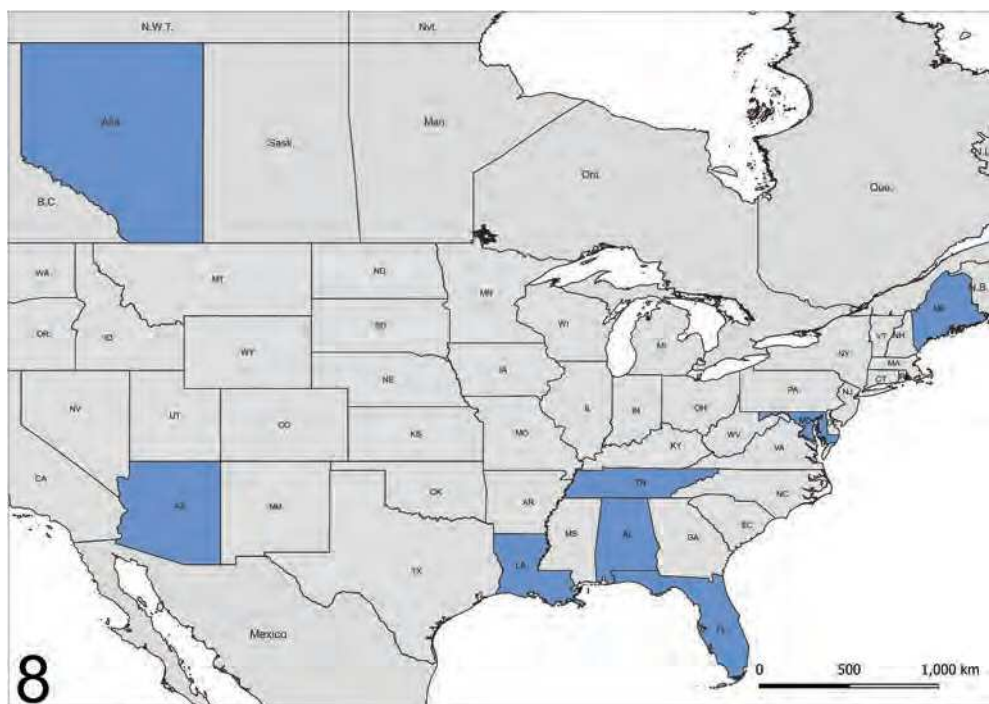 N.W.T.
Nvt.
Alta.
Sask.
Man.
Ont.
Que.
N.L.
B.C.
N.B.
WA
MT
ND
MN
ME
OR
ID
SD
WI
VT
NH
WY
MI
NY
MA
IA
NE
CT
PA
NJ
NV
UT
CO
IL
IN
OH
MD
KS
MO
WV
VA
KY
CA
AZ
NM
OK
AR
TN
NC
SC
MS
AL
GA
TX
LA
FL
Mexico
8
0 500 1,000 km